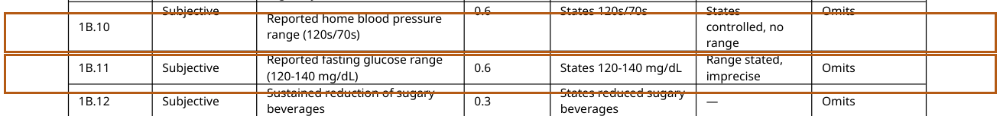 Subjective 0.6 States 120s/70s States Omits
1B.10 Reported home blood pressure controlled, no
range (120s/70s) range
Reported fasting glucose range Range stated,
1B.11 Subjective 0.6 States 120-140 mg/dL Omits
(120-140 mg/dL) imprecise
Sustained reduction of sugary States reduced sugary
1B.12 Subjective 0.3 — Omits
beverages beverages